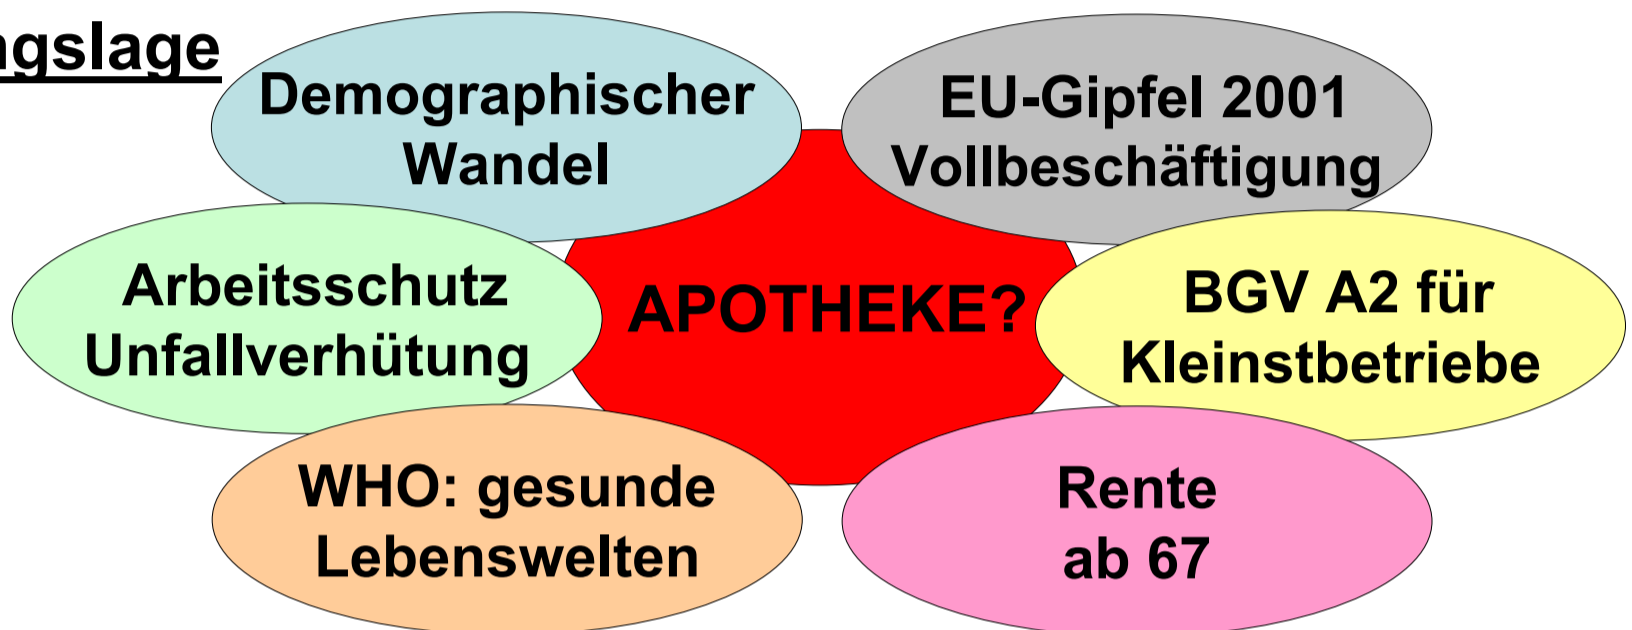 ngslage
Demographischer
Wandel
EU-Gipfel 2001
Vollbeschäftigung
Arbeitsschutz
Unfallverhütung
APOTHEKE?
BGV A2 für
Kleinstbetriebe
WHO: gesunde
Lebenswelten
Rente
ab 67